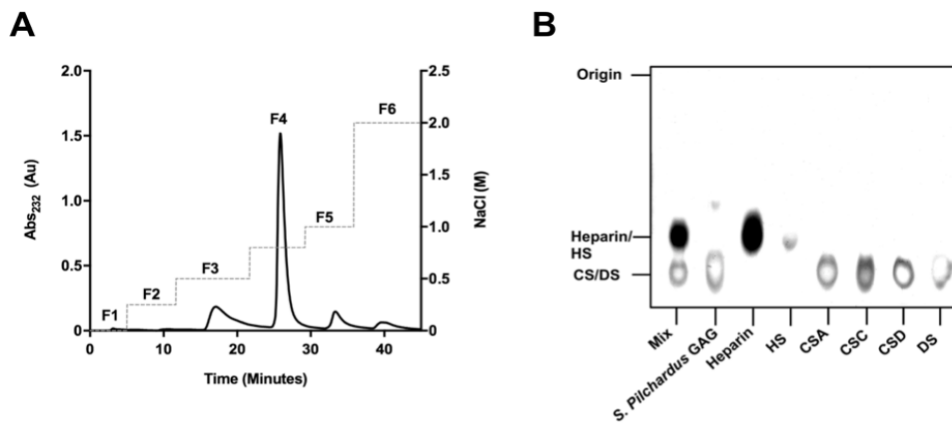 A
2.0
1.5
1.0
0.5
0
Abs232 (Au)
F1
F2
F3
F4
F5
F6
2.5
2.0
1.5
1.0
0.5
0
NaCl (M)
0
10
20
30
40
Time (Minutes)
B
Origin
Heparin/
HS
CS/DS
Mix
S. Pilchardus GAG
Heparin
HS
CSA
CSC
CSD
DS